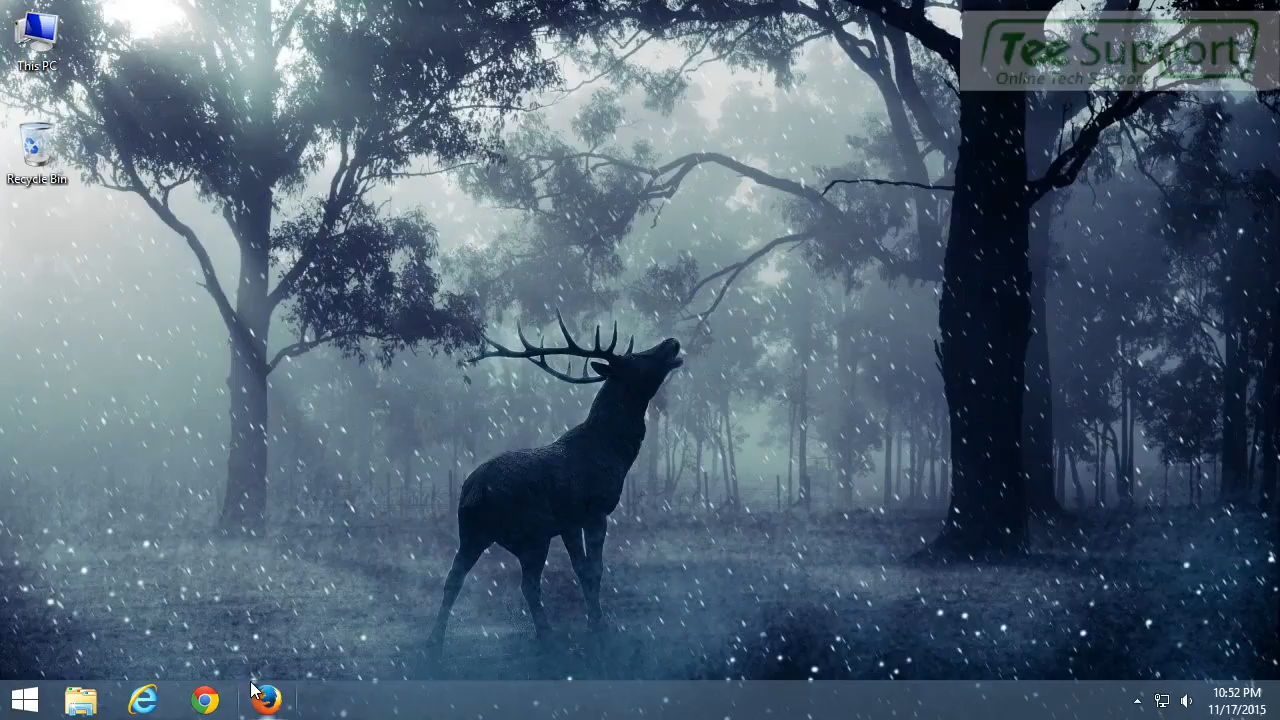 This PC
Recycle Bin
Tee Support
Online Tech Support
10:52 PM
11/17/2015